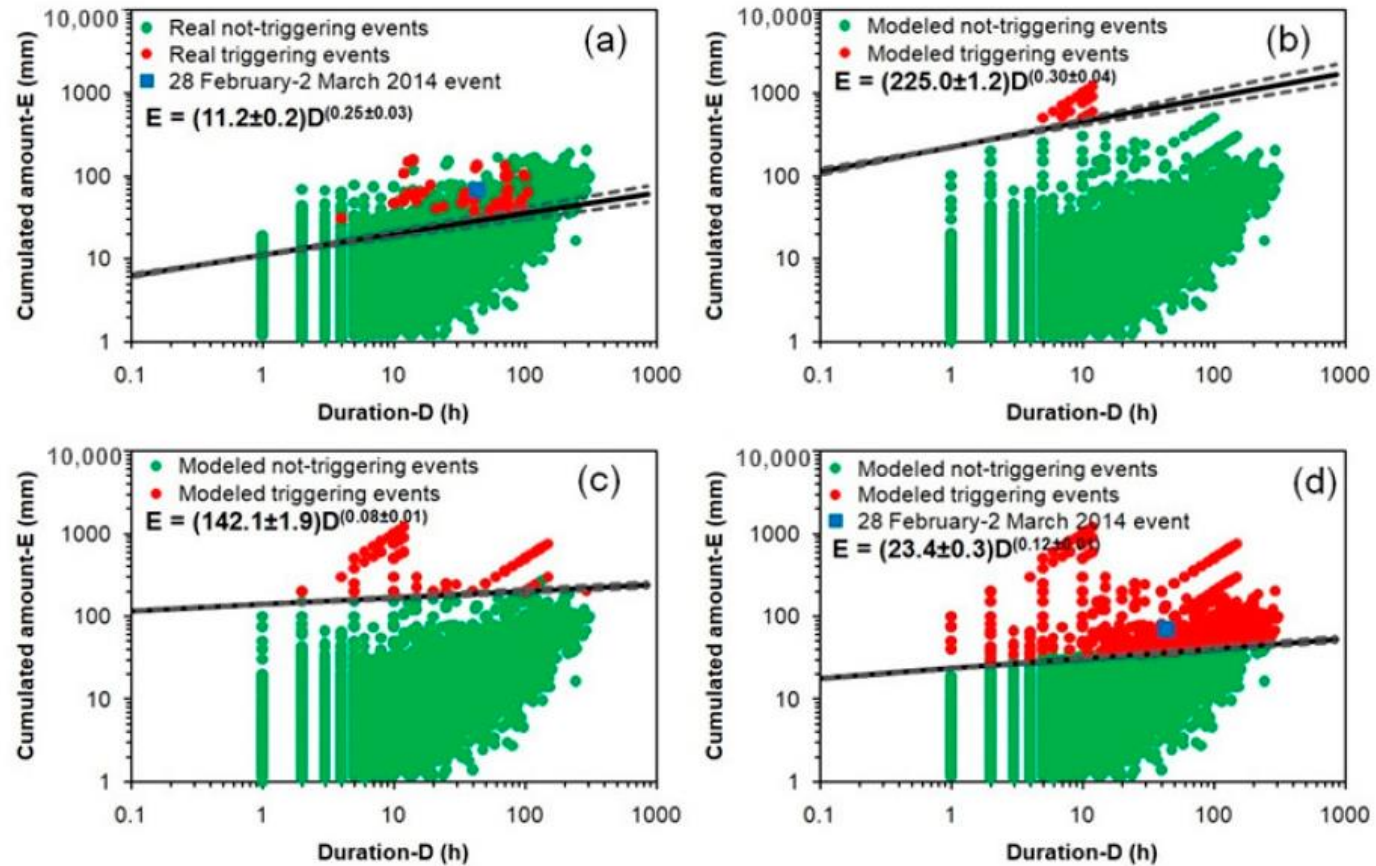 10,000
Real not-triggering events
(a)
Real triggering events
28 February-2 March 2014 event
E = (11.2±0.2)D(0.25±0.03)
1000
100
10
1
Cumulated amount-E (mm)
0.1 1 10 100 1000
Duration-D (h)
10,000
Modeled not-triggering events
(b)
Modeled triggering events
E = (225.0±1.2)D(0.30±0.04)
1000
100
10
1
Cumulated amount-E (mm)
0.1 1 10 100 1000
Duration-D (h)
10,000
Modeled not-triggering events
(c)
Modeled triggering events
E = (142.1±1.9)D(0.08±0.01)
1000
100
10
1
Cumulated amount-E (mm)
0.1 1 10 100 1000
Duration-D (h)
10,000
Modeled not-triggering events
(d)
Modeled triggering events
28 February-2 March 2014 event
E = (23.4±0.3)D(0.12±0.01)
1000
100
10
1
Cumulated amount-E (mm)
0.1 1 10 100 1000
Duration-D (h)